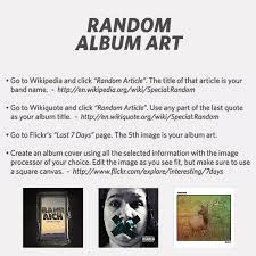 RANDOM
ALBUM ART
• Go to Wikipedia and click "Random Article". The title of that article is your
band name. - http://en.wikipedia.org/wiki/Special:Random
• Go to Wikiquote and click "Random Article". Use any part of the last quote
as your album title. - http://en.wikiquote.org/wiki/Special:Random
• Go to Flickr's "Last 7 Days" page. The 5th image is your album art.
• Create an album cover using all the selected information with the image
processor of your choice. Edit the image as you see fit, but make sure to use
a square canvas. - http://www.flickr.com/explore/interesting/7days